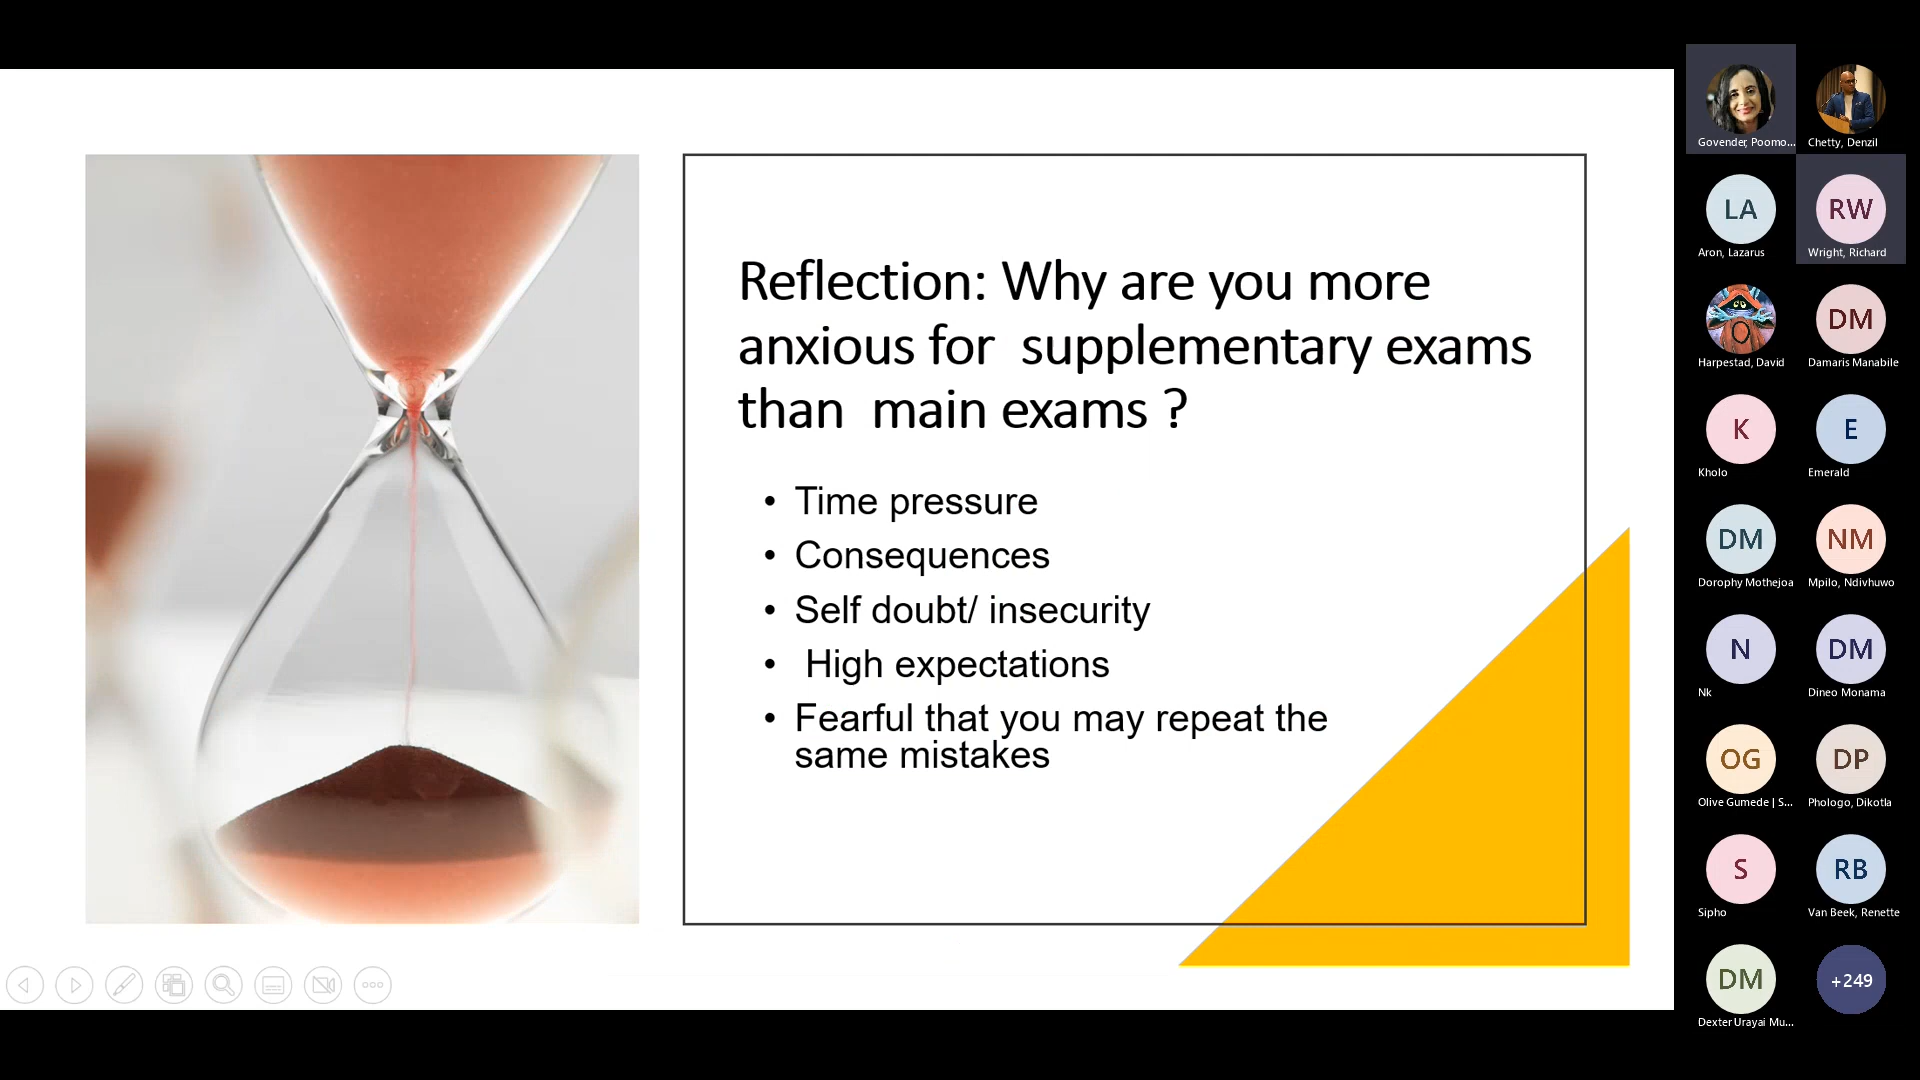 Reflection: Why are you more
anxious for  supplementary exams
than  main exams ?
• Time pressure
• Consequences
• Self doubt/ insecurity
•  High expectations
• Fearful that you may repeat the
same mistakes
Govender, Poomo...
Chetty, Denzil
LA
Aron, Lazarus
RW
Wright, Richard
Harpestad, David
DM
Damaris Manabile
K
Kholo
E
Emerald
DM
Dorophy Mothejoa
NM
Mpilo, Ndivhuwo
N
Nk
DM
Dineo Monama
OG
Olive Gumede | S...
DP
Phologo, Dikotla
S
Sipho
RB
Van Beek, Renette
DM
Dexter Urayai Mu...
+249